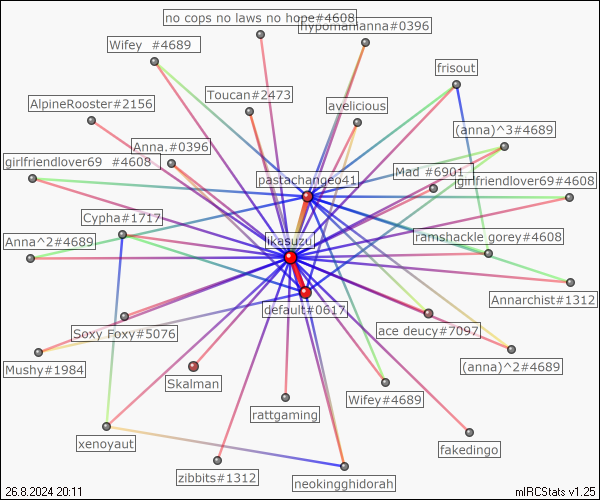 no cops no laws no hope#4608
hypomanianna#0396
Wifey  #4689
frisout
Toucan#2473
AlpineRooster#2156
avelicious
(anna)^3#4689
Anna.#0396
girlfriendlover69  #4608
Mad #6901
pastachangeo41
girlfriendlover69#4608
Cypha#1717
Anna^2#4689
likasuzu
ramshackle gorey#4608
Annarchist#1312
default#0617
Soxy Foxy#5076
ace deucy#7097
Mushy#1984
(anna)^2#4689
Skalman
Wifey#4689
rattgaming
xenoyaut
fakedingo
zibbits#1312
neokingghidorah
26.8.2024 20:11
mIRCStats v1.25